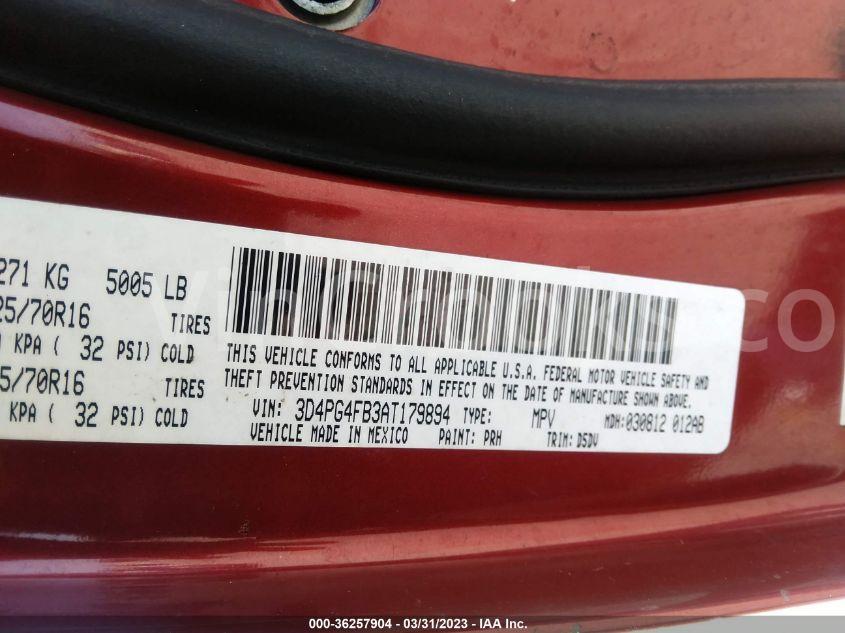 271 KG 5005 LB
25/70R16 TIRES
KPA ( 32 PSI) COLD
5/70R16 TIRES
KPA ( 32 PSI) COLD
THIS VEHICLE CONFORMS TO ALL APPLICABLE U.S.A. FEDERAL MOTOR VEHICLE SAFETY AND
THEFT PREVENTION STANDARDS IN EFFECT ON THE DATE OF MANUFACTURE SHOWN ABOVE.
VIN: 3D4PG4FB3AT179894 TYPE: MPV MDH:030812 012AB
VEHICLE MADE IN MEXICO PAINT: PRH TRIM: D5DV
000-36257904 - 03/31/2023 - IAA Inc.